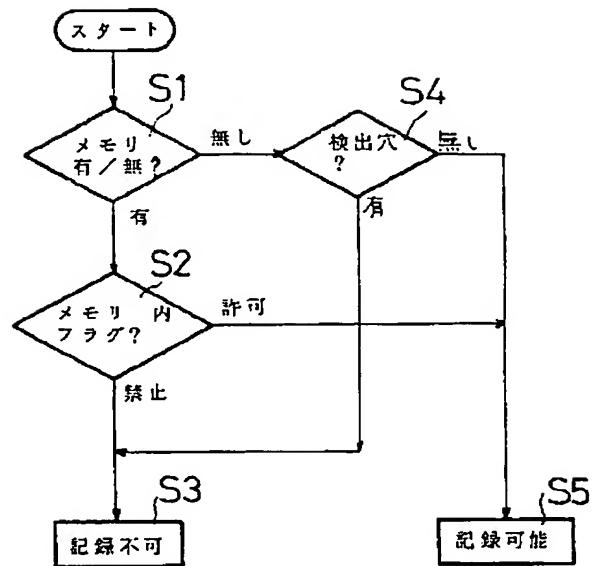 スタート
S1
メモリ
有/無?
無し
S4
検出穴
?
無し
有
有
S2
メモリ 内
フラグ?
許可
禁止
S3
記録不可
S5
記録可能